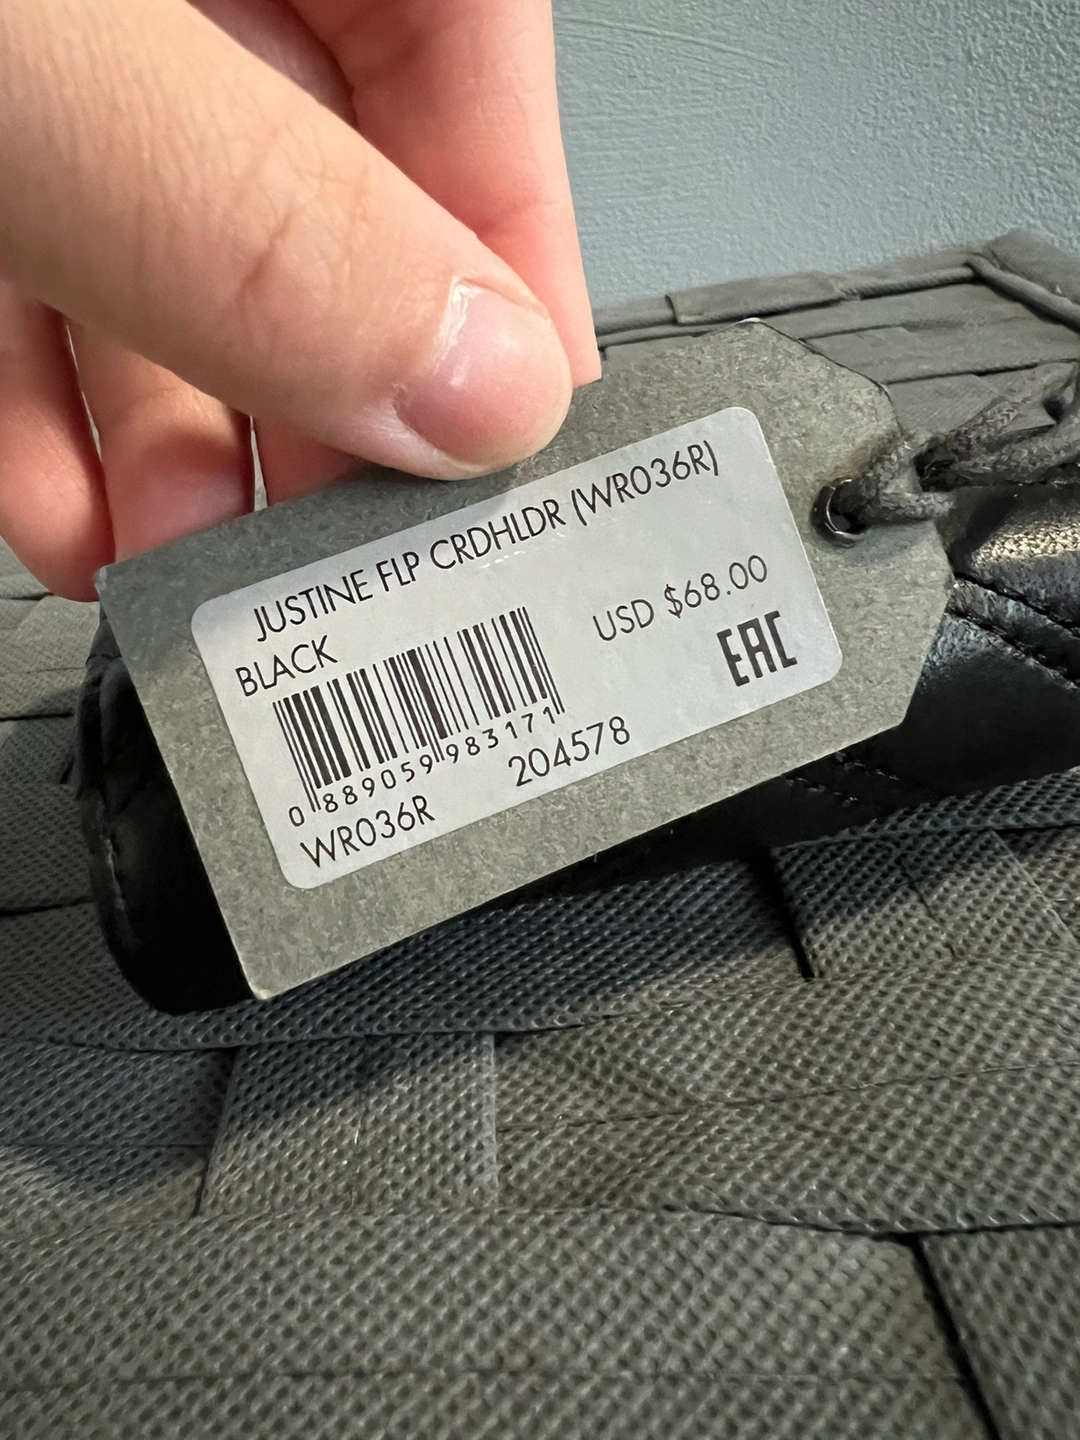 JUSTINE FLP CRDHLDR (WR036R)
BLACK
USD $68.00
EAC
0 889059 983171
204578
WR036R